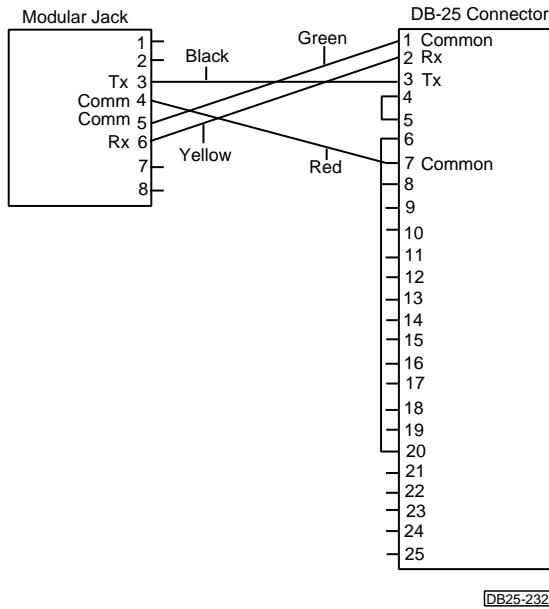 Modular Jack
1
2
Tx 3
Comm 4
Comm 5
Rx 6
7
8
Black
Green
Yellow
Red
DB-25 Connector
1 Common
2 Rx
3 Tx
4
5
6
7 Common
8
9
10
11
12
13
14
15
16
17
18
19
20
21
22
23
24
25
DB25-232